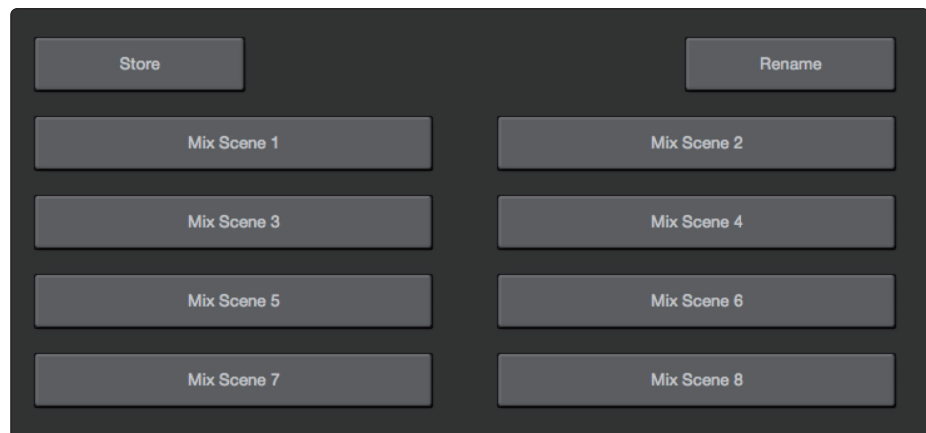 Store
Rename
Mix Scene 1
Mix Scene 2
Mix Scene 3
Mix Scene 4
Mix Scene 5
Mix Scene 6
Mix Scene 7
Mix Scene 8